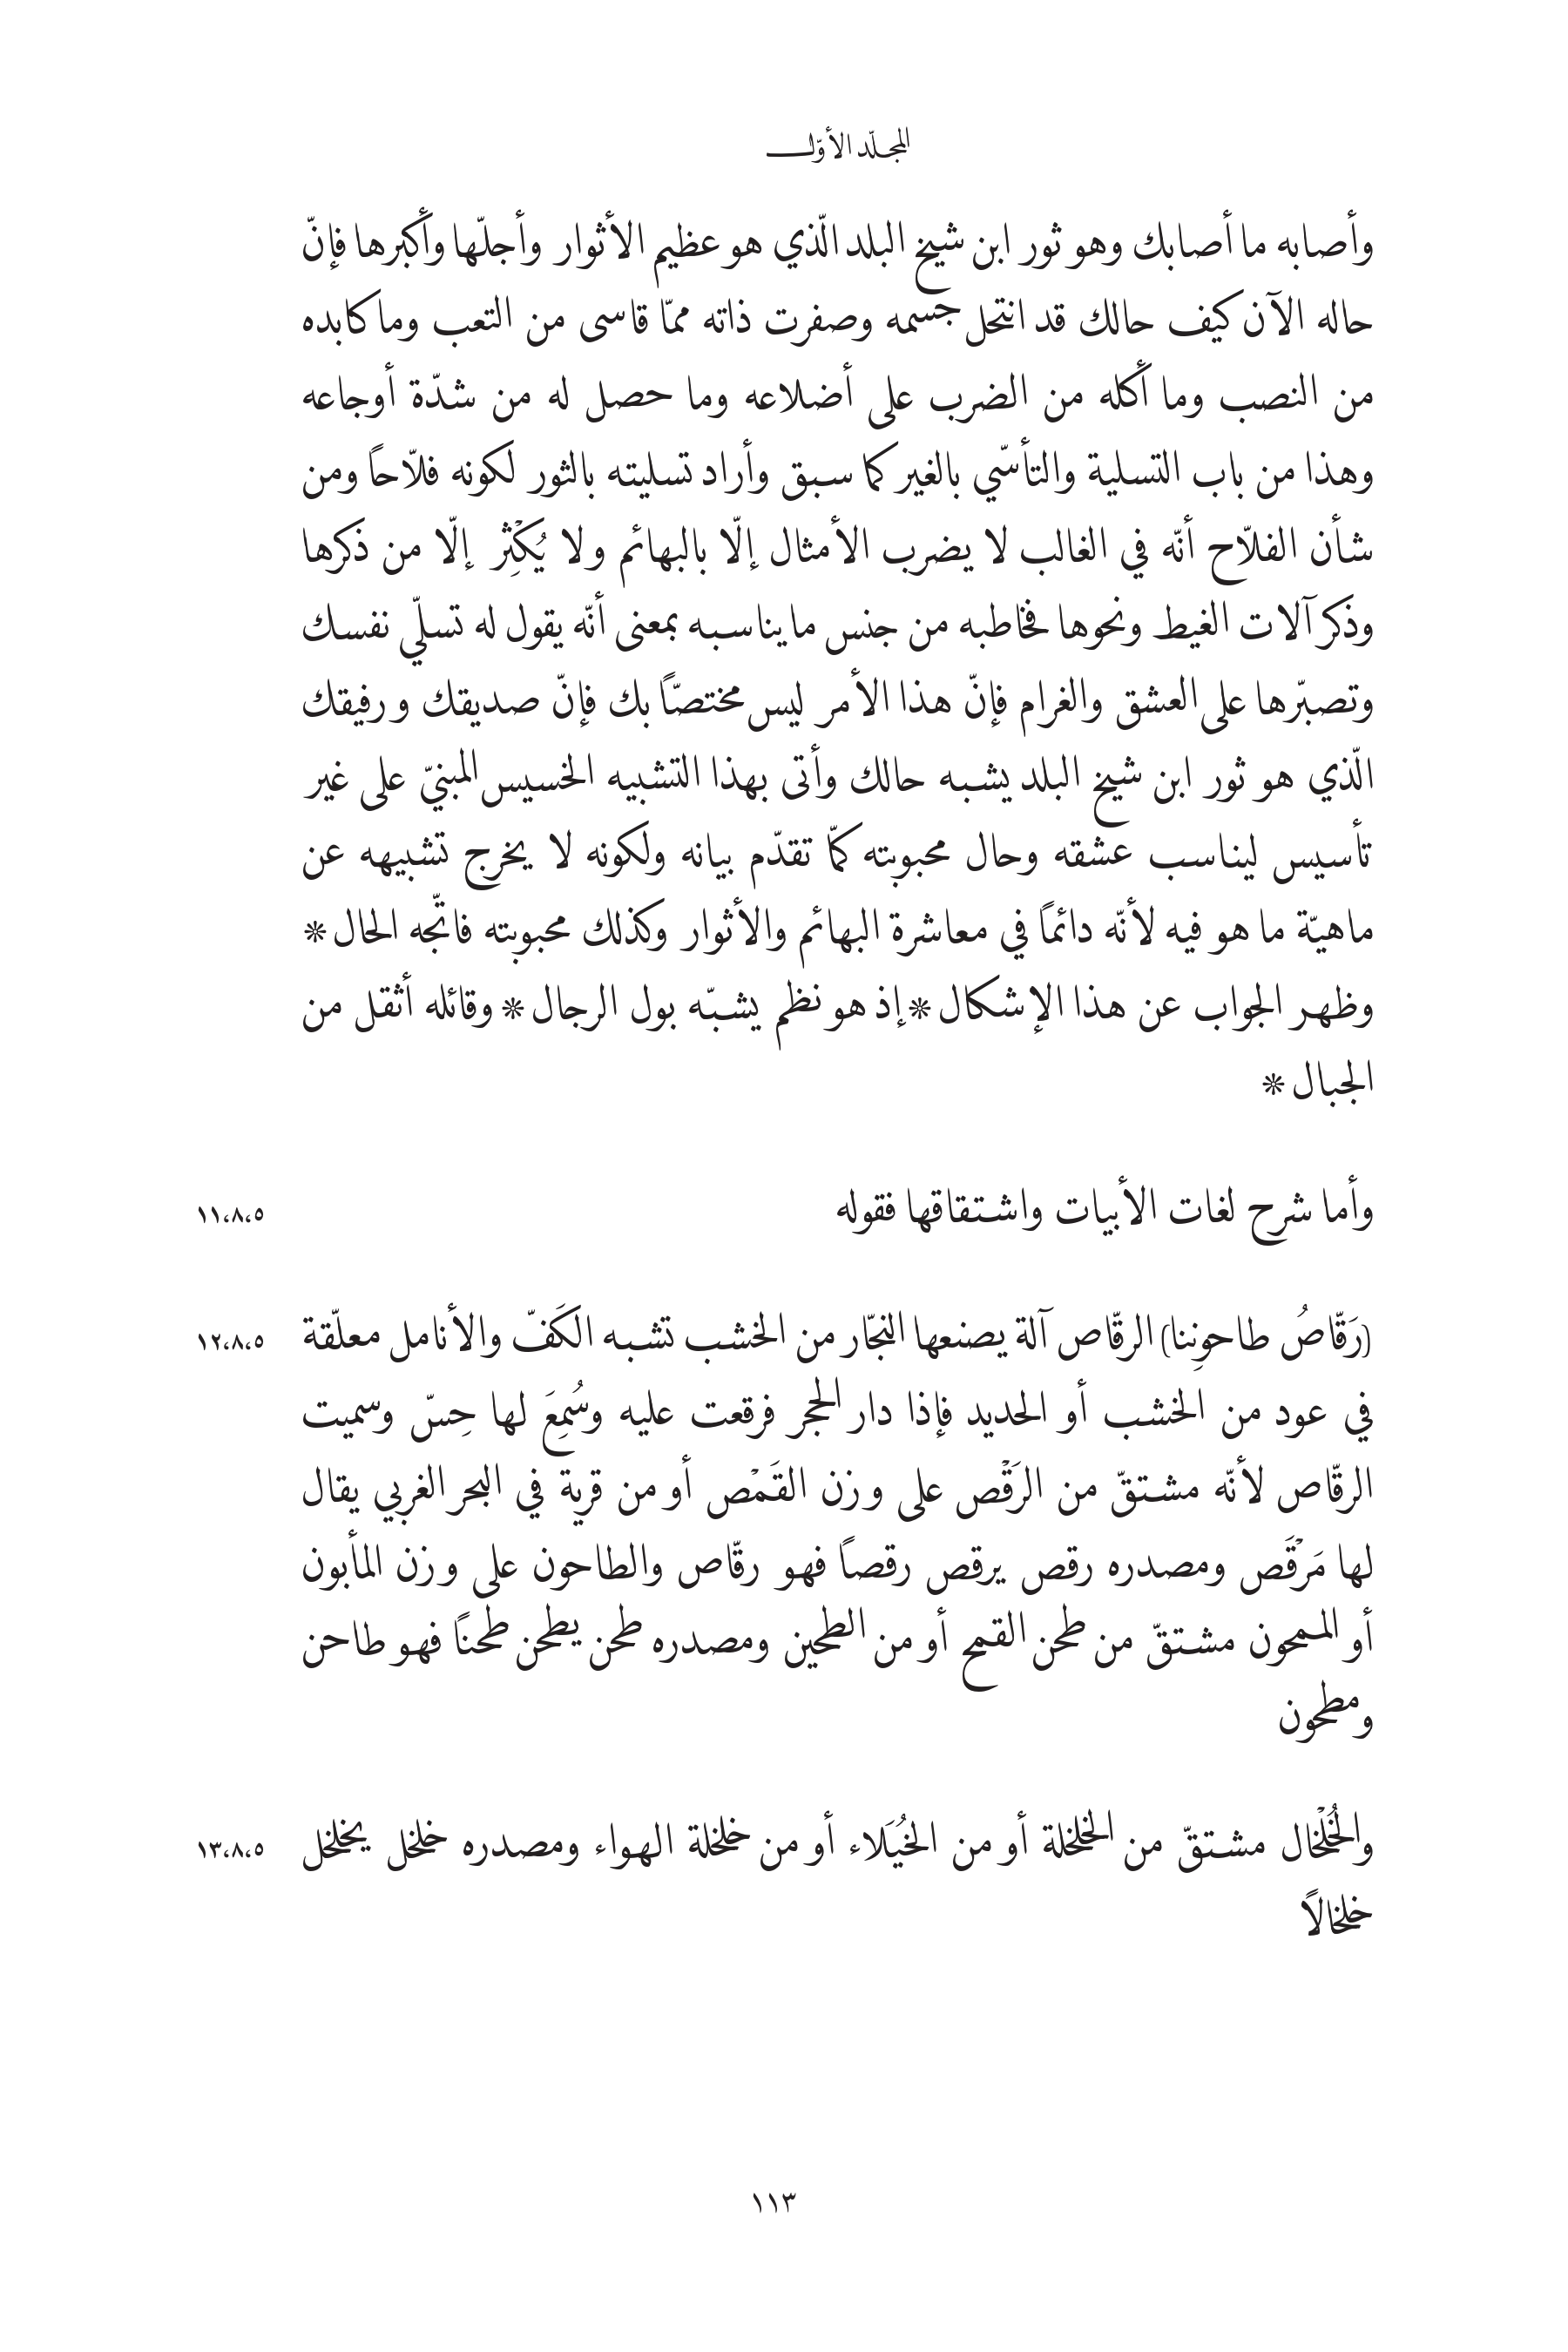 المجلّد الأوّل
وأصابه ما أصابك وهو ثور ابن شيخ البلد الّذي هو عظيم الأثوار وأجلّها وأكبرها فإنّ
حاله الآن كيف حالك قد انتحل جسمه وصفرت ذاته ممّا قاسى من التعب وما كابده
من النصب وما أكله من الضرب على أضلاعه وما حصل له من شدّة أوجاعه
وهذا من باب التسلية والتأسّي بالغير كما سبق وأراد تسليته بالثور لكونه فلاّحاً ومن
شأن الفلاّح أنّه في الغالب لا يضرب الأمثال إلّا بالبهائم ولا يُكْثِر إلّا من ذكرها
وذكر آلات الغيط ونحوها فخاطبه من جنس ما يناسبه بمعنى أنّه يقول له تسلّي نفسك
وتصبّرها على العشق والغرام فإنّ هذا الأمر ليس مختصّاً بك فإنّ صديقك ورفيقك
الّذي هو ثور ابن شيخ البلد يشبه حالك وأتى بهذا التشبيه الخسيس المبنيّ على غير
تأسيس ليناسب عشقه وحال محبوبته كمّا تقدّم بيانه ولكونه لا يخرج تشبيهه عن
ماهيّة ما هو فيه لأنّه دائماً في معاشرة البهائم والأثوار وكذلك محبوبته فاتّجه الحال *
وظهر الجواب عن هذا الإشكال * إذ هو نظم يشبّه بول الرجال * وقائله أثقل من
الجبال *
وأما شرح لغات الأبيات واشتقاقها فقوله ١١،٨،٥
(رَقّاصُ طاحونِنا) الرقّاص آلة يصنعها النجّار من الخشب تشبه الكَفّ والأنامل معلّقة ١٢،٨،٥
في عود من الخشب أو الحديد فإذا دار الحجر فرقعت عليه وسُمِعَ لها حِسّ وسميت
الرقّاص لأنّه مشتقّ من الرَقْص على وزن القَمْص أو من قرية في البحر الغربي يقال
لها مَرْقَص ومصدره رقص يرقص رقصاً فهو رقّاص والطاحون على وزن المأبون
أو الممحون مشتقّ من طحن القمح أو من الطحين ومصدره طحن يطحن طحناً فهو طاحن
ومطحون
والخُلْخال مشتقّ من الخلخلة أو من الخُيَلاء أو من خلخلة الهواء ومصدره خلخل يخلخل ١٣،٨،٥
خلخالاً
١١٣